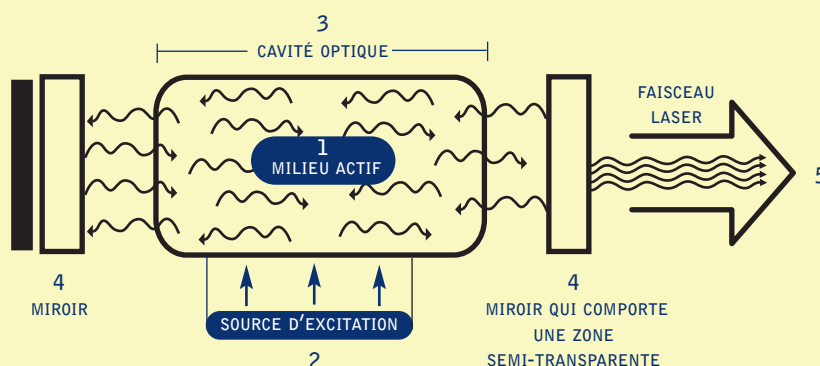 3
CAVITÉ OPTIQUE
FAISCEAU
LASER
1
MILIEU ACTIF
5
4
MIROIR
SOURCE D'EXCITATION
2
4
MIROIR QUI COMPORTE
UNE ZONE
SEMI-TRANSPARENTE